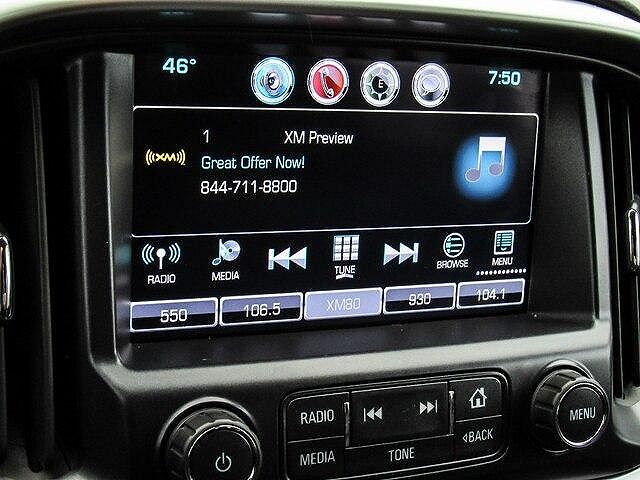 46° E 7:50
1 XM Preview
((XM)) Great Offer Now!
844-711-8800
RADIO MEDIA TUNE BROWSE MENU
550 106.5 XM80 930 104.1
RADIO MENU
MEDIA TONE BACK